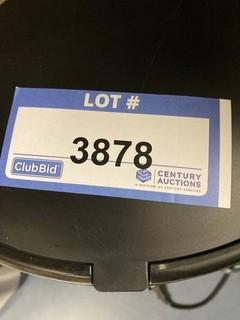 LOT #
3878
ClubBid
CENTURY
AUCTIONS
A DIVISION OF CENTURY SERVICES